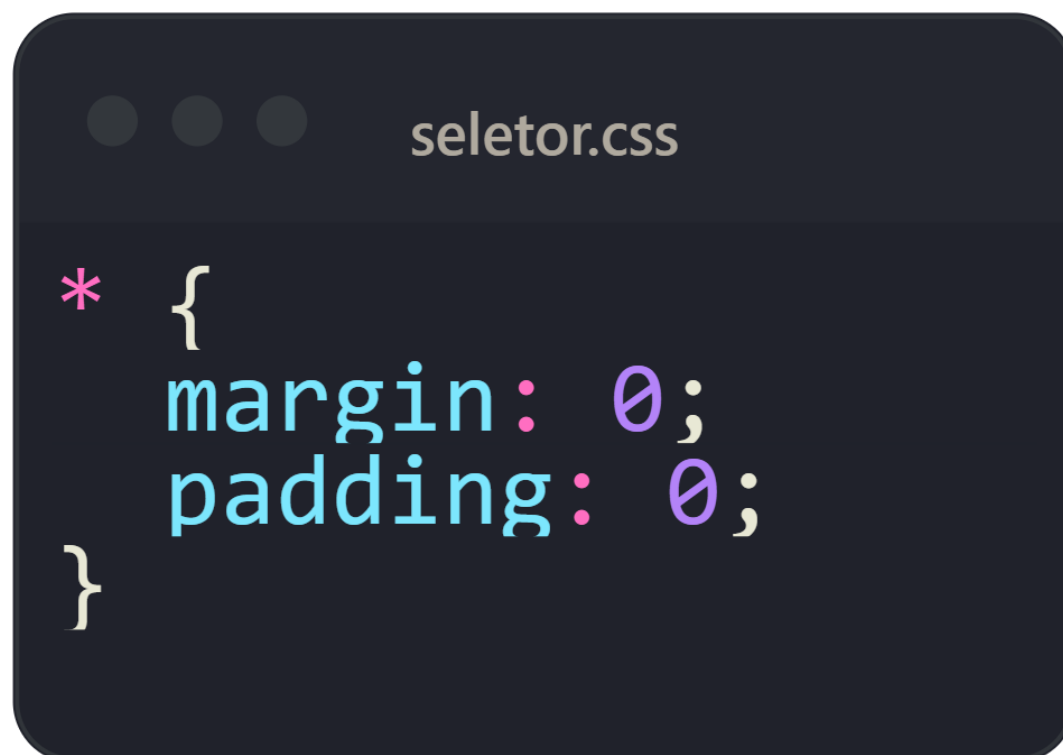 seletor.css
* {
margin: 0;
padding: 0;
}